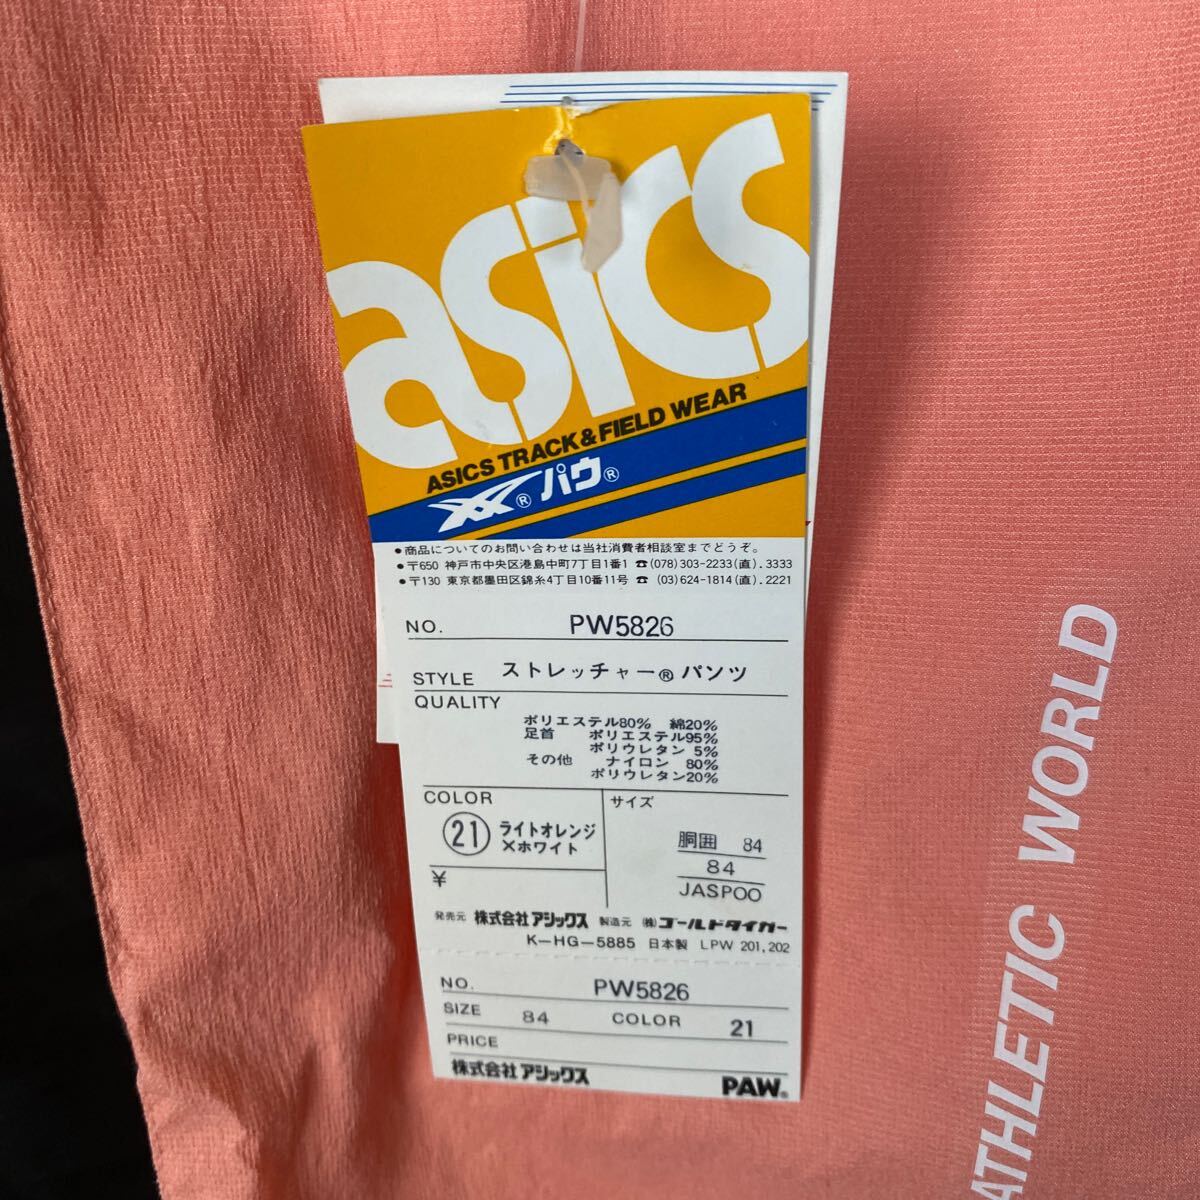 asics
ASICS TRACK & FIELD WEAR
® パウ®
●商品についてのお問い合わせは当社消費者相談室までどうぞ。
●〒650 神戸市中央区港島中町7丁目1番1 ☎(078)303-2233(直).3333
●〒130 東京都墨田区錦糸4丁目10番11号 ☎(03)624-1814(直).2221
NO. PW5826
STYLE ストレッチャー®パンツ
QUALITY
ポリエステル80% 綿20%
足首 ポリエステル95%
ポリウレタン 5%
その他 ナイロン 80%
ポリウレタン20%
COLOR
㉑ ライトオレンジ
×ホワイト
サイズ
胴囲 84
84
JASPOO
¥
発売元 株式会社アシックス 製造元 (株)ゴールドタイガー
K-HG-5885 日本製 LPW 201,202
NO. PW5826
SIZE 84 COLOR 21
PRICE
株式会社アシックス PAW®
ATHLETIC WORLD